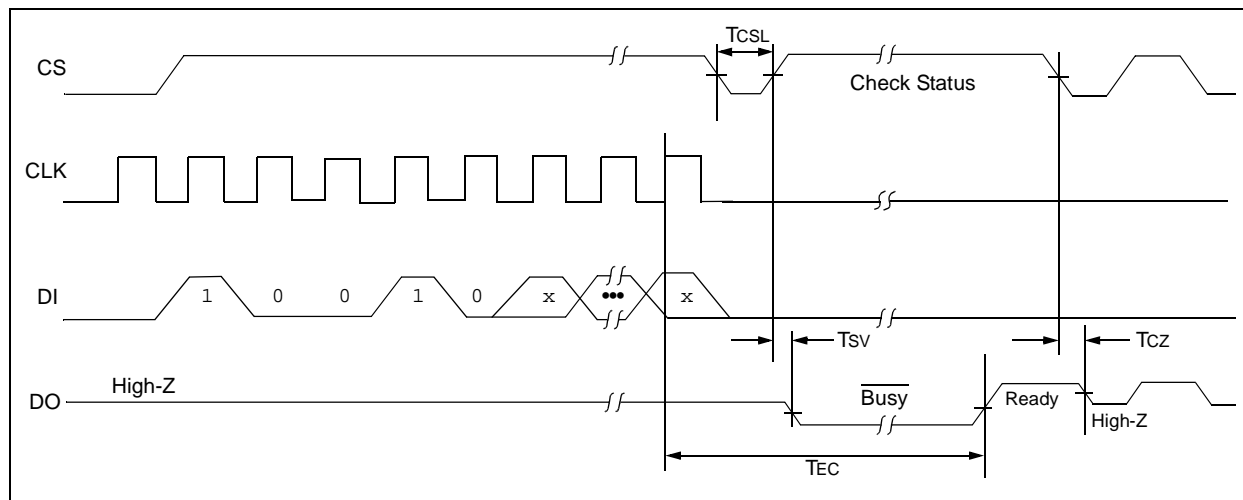 TCSL
CS
Check Status
CLK
DI 1 0 0 1 0 x ••• x
TSV
TCZ
High-Z
DO
Busy
Ready
High-Z
TEC